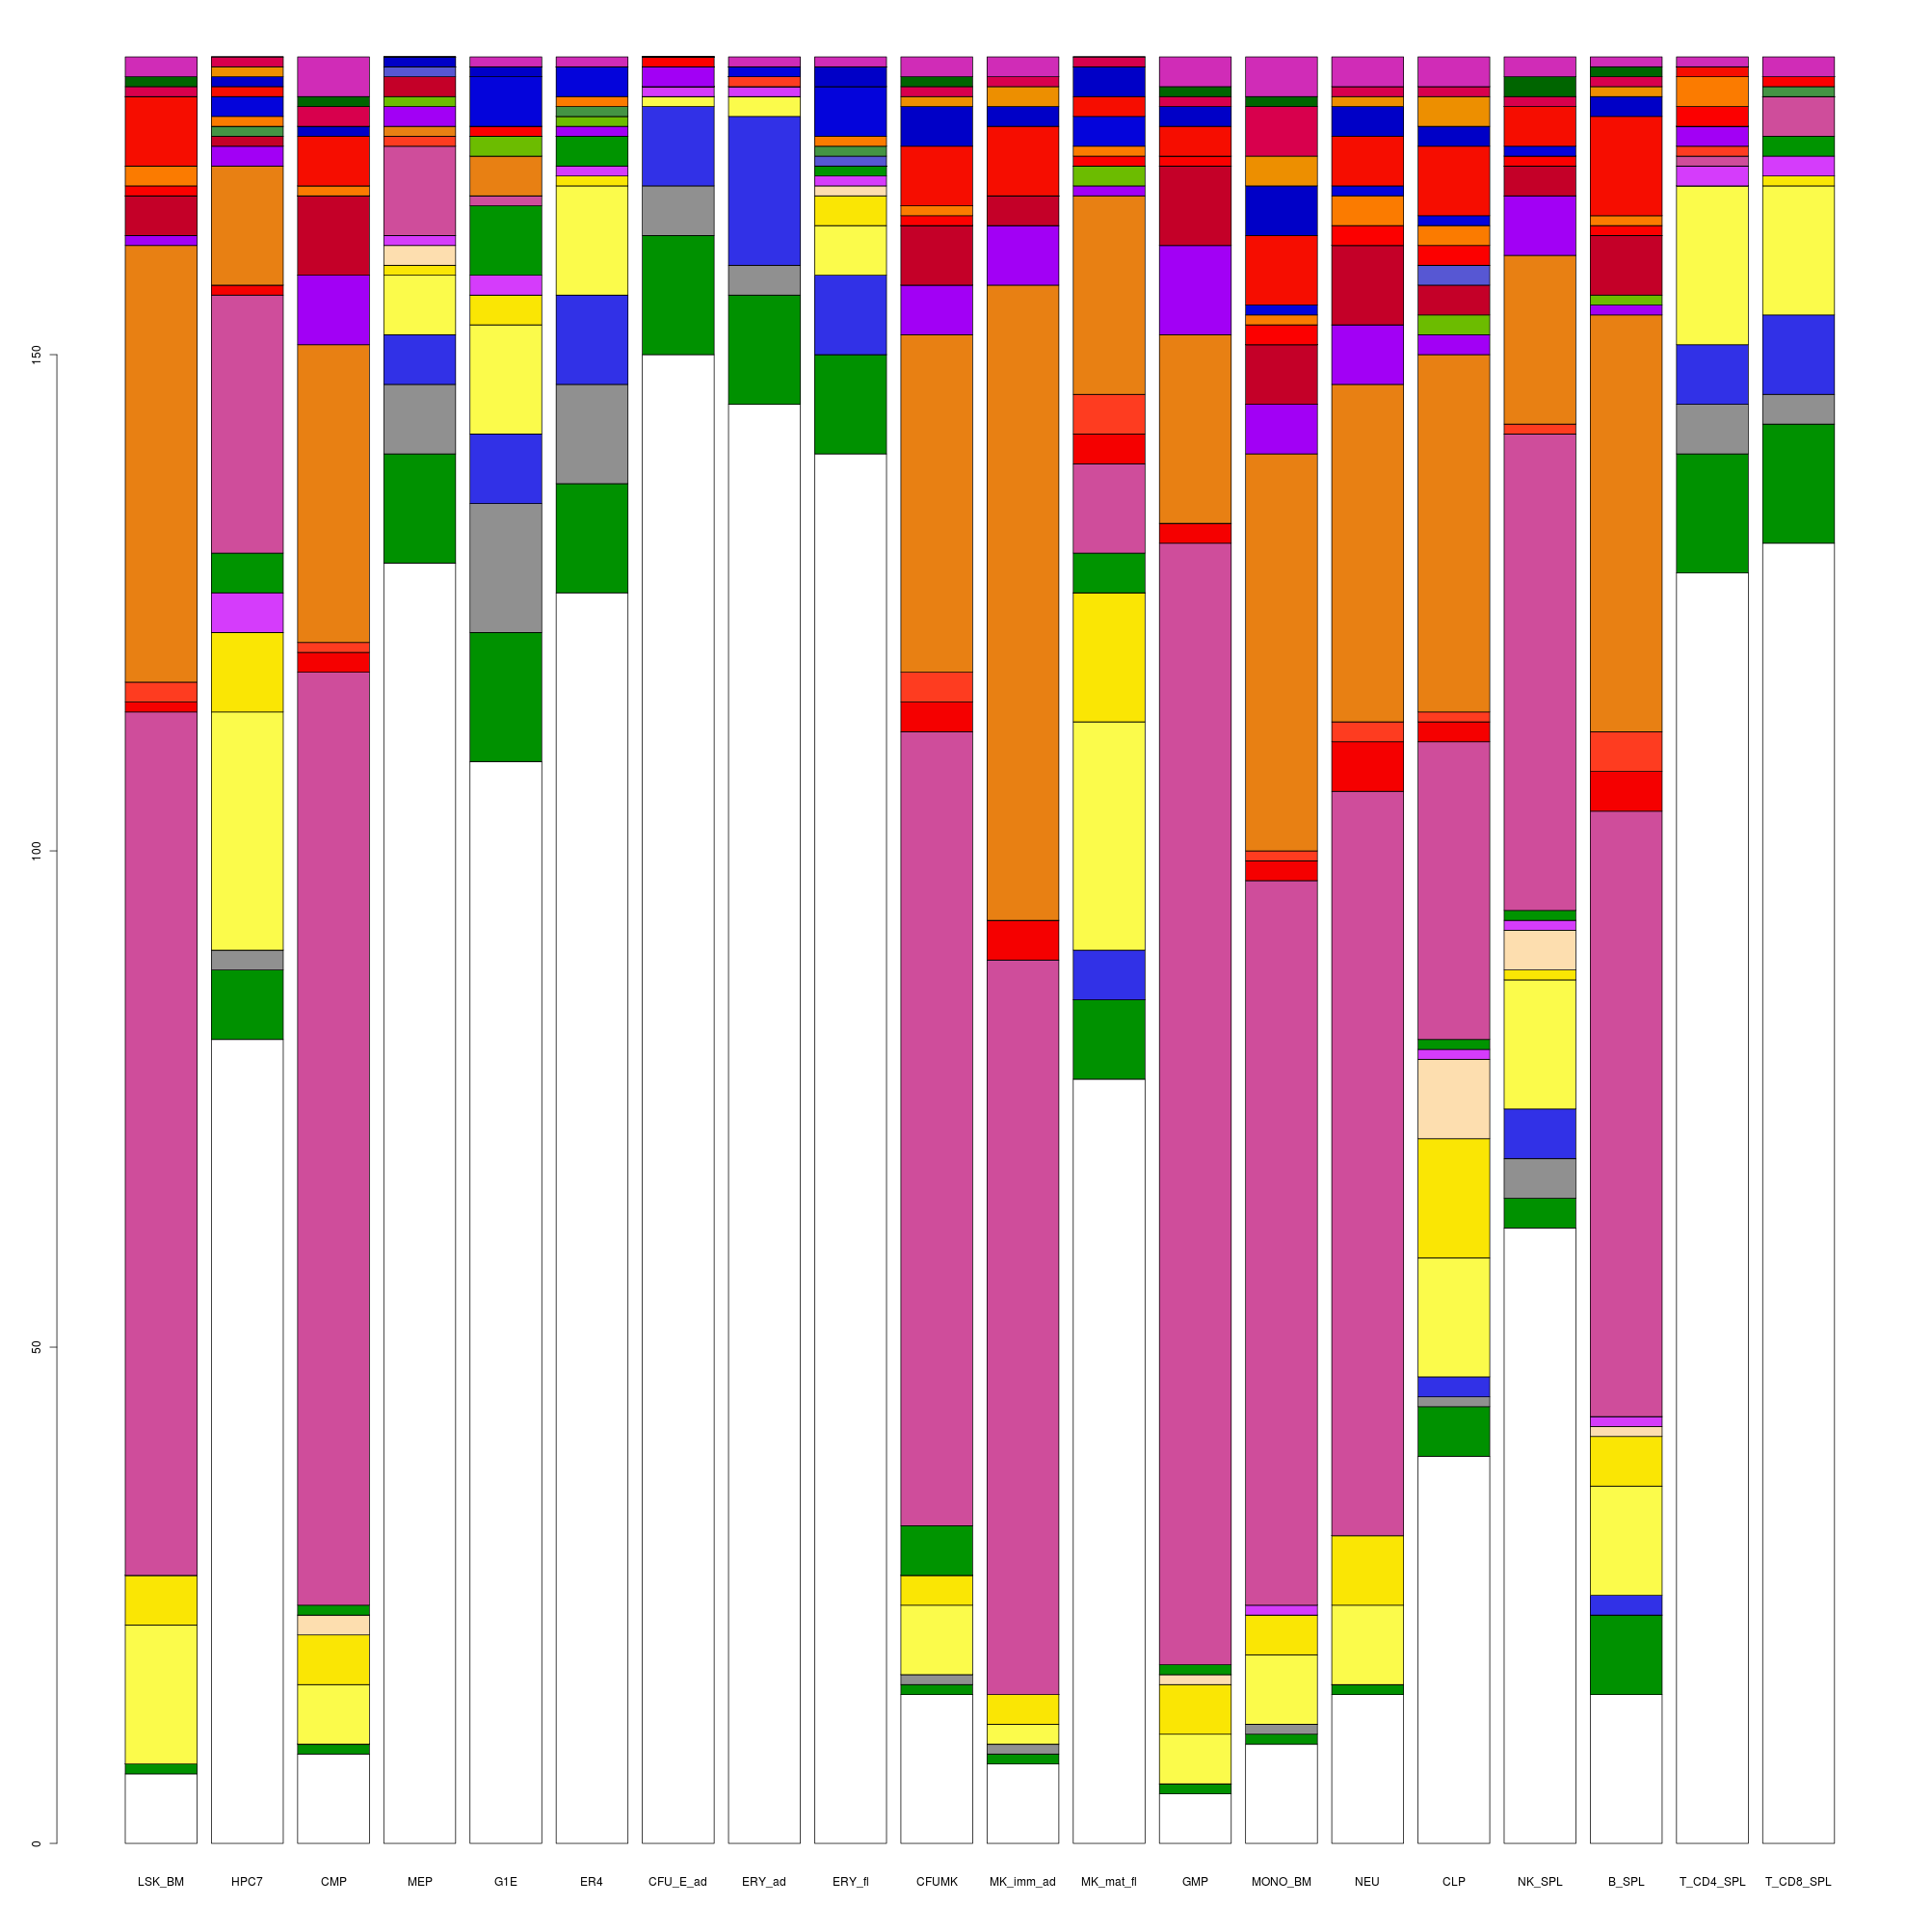 150
100
50
0
LSK_BM HPC7 CMP MEP G1E ER4 CFU_E_ad ERY_ad ERY_fl CFUMK MK_imm_ad MK_mat_fl GMP MONO_BM NEU CLP NK_SPL B_SPL T_CD4_SPL T_CD8_SPL